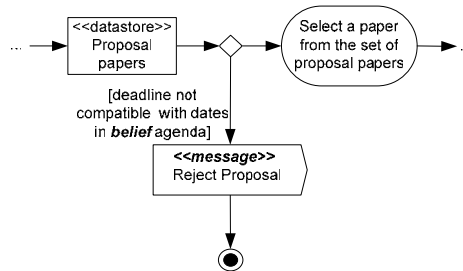 ...
<<datastore>>
Proposal
papers
Select a paper
from the set of
proposal papers
.
[deadline not
compatible with dates
in belief agenda]
<<message>>
Reject Proposal